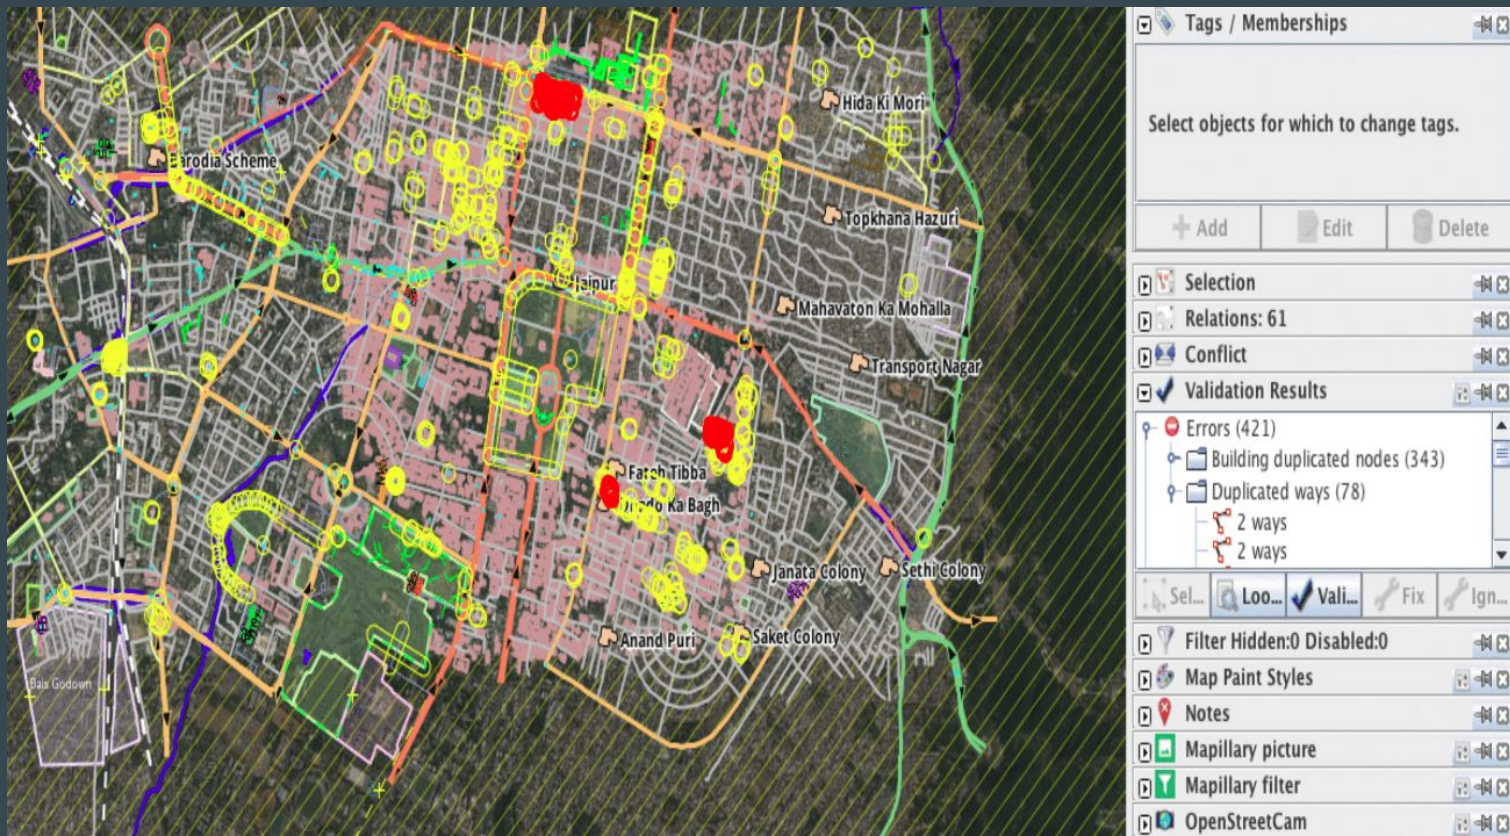 Hida Ki Mori
arodia Scheme
Topkhana Hazuri
Jaipur
Mahavaton Ka Mohalla
Transport Nagar
Fateh Tibba
Ka Bagh
Janata Colony
Sethi Colony
Anand Puri
Saket Colony
Bais Godown
Tags / Memberships
Select objects for which to change tags.
Add Edit Delete
Selection
Relations: 61
Conflict
Validation Results
Errors (421)
Building duplicated nodes (343)
Duplicated ways (78)
2 ways
2 ways
Sel... Loo... Vali... Fix Ign...
Filter Hidden:0 Disabled:0
Map Paint Styles
Notes
Mapillary picture
Mapillary filter
OpenStreetCam